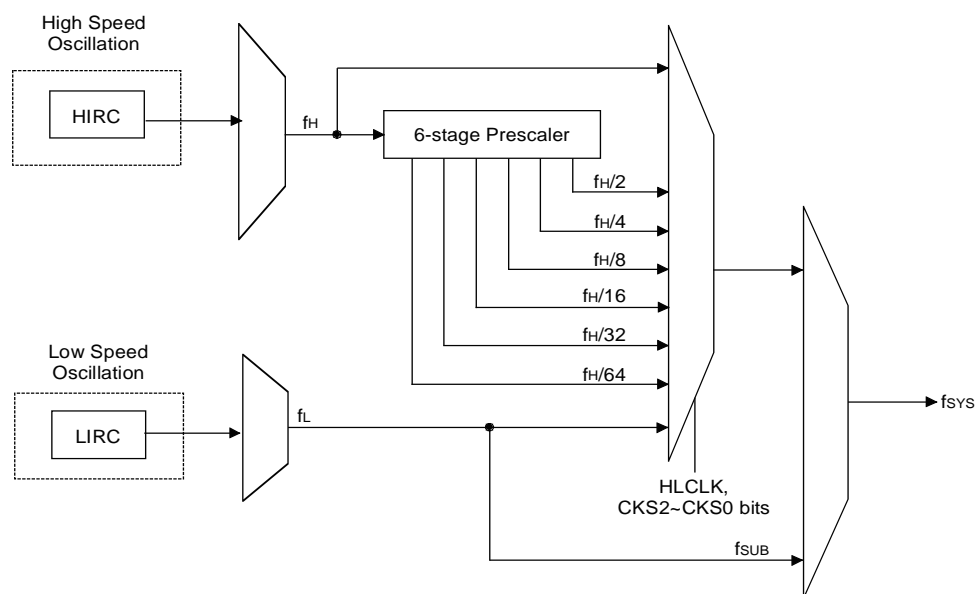 High Speed
Oscillation
HIRC
fH
6-stage Prescaler
fH/2
fH/4
fH/8
fH/16
fH/32
fH/64
Low Speed
Oscillation
LIRC
fL
HLCLK,
CKS2~CKS0 bits
fSUB
fSYS